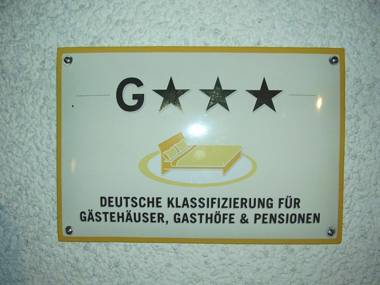 G★★★
DEUTSCHE KLASSIFIZIERUNG FÜR
GÄSTEHÄUSER, GASTHÖFE & PENSIONEN